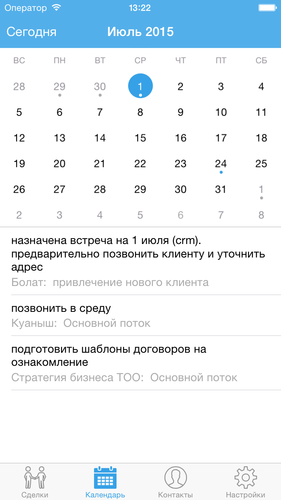 Оператор 13:22
Сегодня Июль 2015
ВС ПН ВТ СР ЧТ ПТ СБ
28 29 30 1 2 3 4
5 6 7 8 9 10 11
12 13 14 15 16 17 18
19 20 21 22 23 24 25
26 27 28 29 30 31 1
2 3 4 5 6 7 8
назначена встреча на 1 июля (crm).
предварительно позвонить клиенту и уточнить
адрес
Болат: привлечение нового клиента
позвонить в среду
Куаныш: Основной поток
подготовить шаблоны договоров на
ознакомление
Стратегия бизнеса ТОО: Основной поток
Сделки Календарь Контакты Настройки